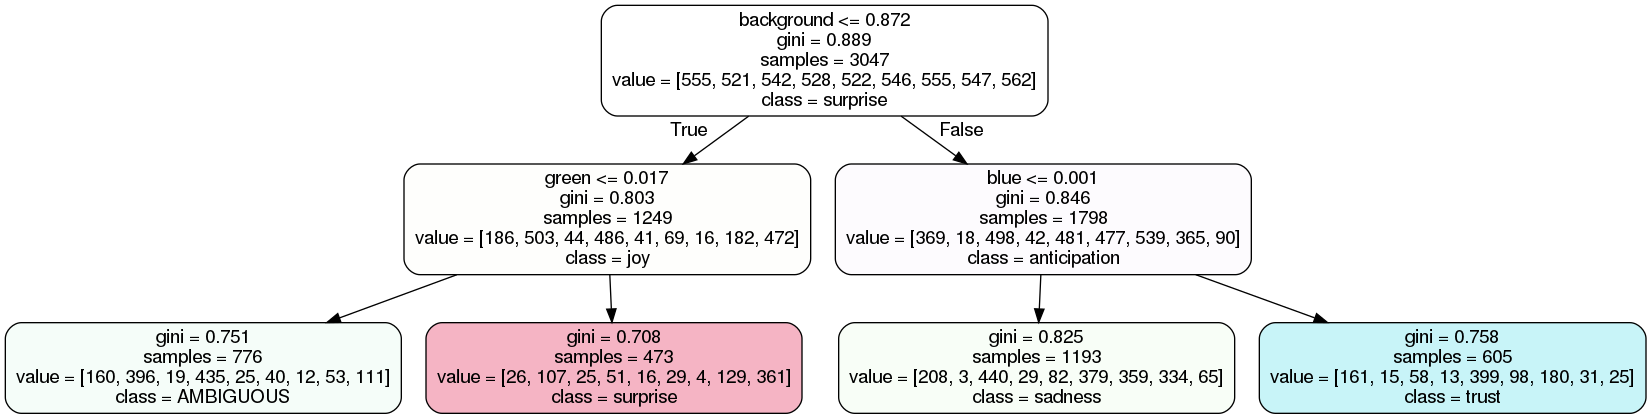 background <= 0.872
gini = 0.889
samples = 3047
value = [555, 521, 542, 528, 522, 546, 555, 547, 562]
class = surprise
True
False
green <= 0.017
gini = 0.803
samples = 1249
value = [186, 503, 44, 486, 41, 69, 16, 182, 472]
class = joy
blue <= 0.001
gini = 0.846
samples = 1798
value = [369, 18, 498, 42, 481, 477, 539, 365, 90]
class = anticipation
gini = 0.751
samples = 776
value = [160, 396, 19, 435, 25, 40, 12, 53, 111]
class = AMBIGUOUS
gini = 0.708
samples = 473
value = [26, 107, 25, 51, 16, 29, 4, 129, 361]
class = surprise
gini = 0.825
samples = 1193
value = [208, 3, 440, 29, 82, 379, 359, 334, 65]
class = sadness
gini = 0.758
samples = 605
value = [161, 15, 58, 13, 399, 98, 180, 31, 25]
class = trust